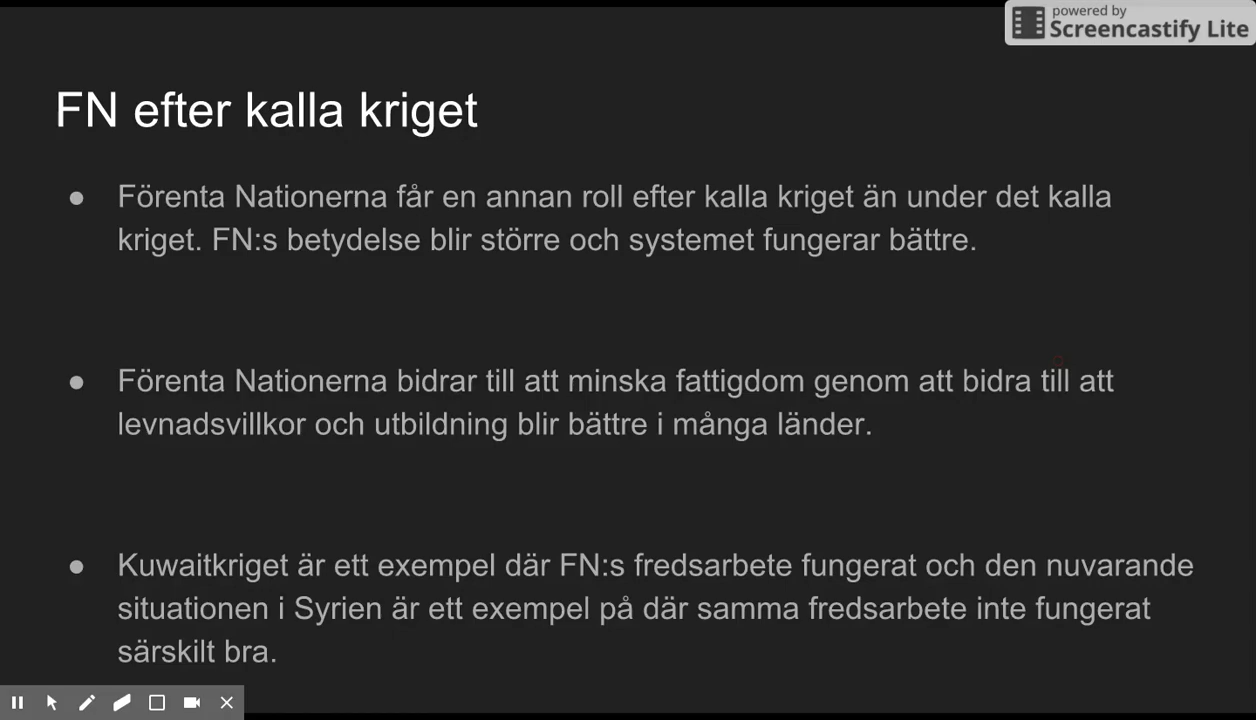 powered by
Screencastify Lite
FN efter kalla kriget
● Förenta Nationerna får en annan roll efter kalla kriget än under det kalla
kriget. FN:s betydelse blir större och systemet fungerar bättre.
● Förenta Nationerna bidrar till att minska fattigdom genom att bidra till att
levnadsvillkor och utbildning blir bättre i många länder.
● Kuwaitkriget är ett exempel där FN:s fredsarbete fungerat och den nuvarande
situationen i Syrien är ett exempel på där samma fredsarbete inte fungerat
särskilt bra.